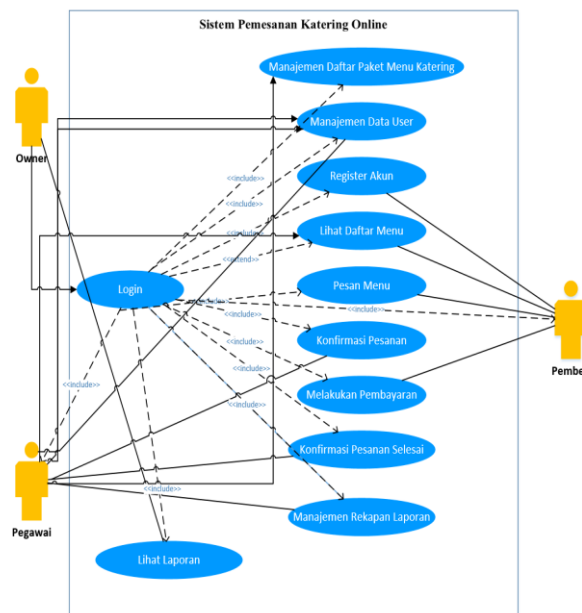 Sistem Pemesanan Katering Online
Manajemen Daftar Paket Menu Katering
Manajemen Data User
Owner
<<include>>
<<include>>
Register Akun
<<include>>
Lihat Daftar Menu
<<extend>>
Login
Pesan Menu
<<include>>
<<include>>
<<include>>
Konfirmasi Pesanan
Pembe
<<include>>
<<include>>
Melakukan Pembayaran
<<include>>
Konfirmasi Pesanan Selesai
Pegawai
<<include>>
Manajemen Rekapan Laporan
Lihat Laporan